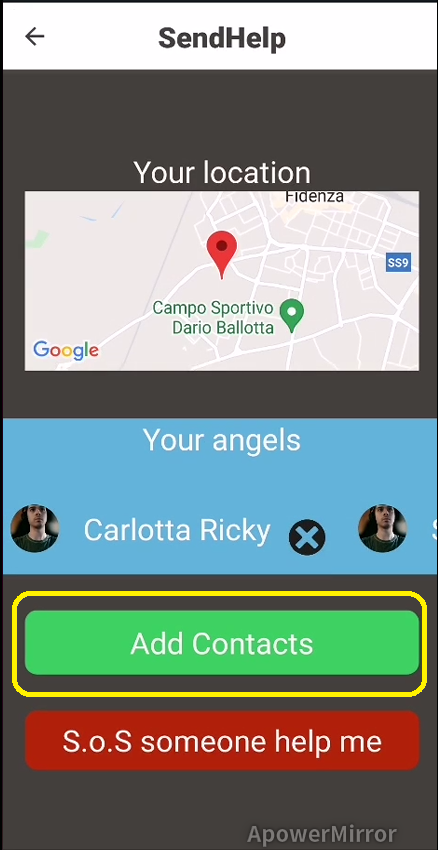 SendHelp
Your location
Fidenza
SS9
Campo Sportivo
Dario Ballotta
Google
Your angels
Carlotta Ricky
S
Add Contacts
S.o.S someone help me
ApowerMirror